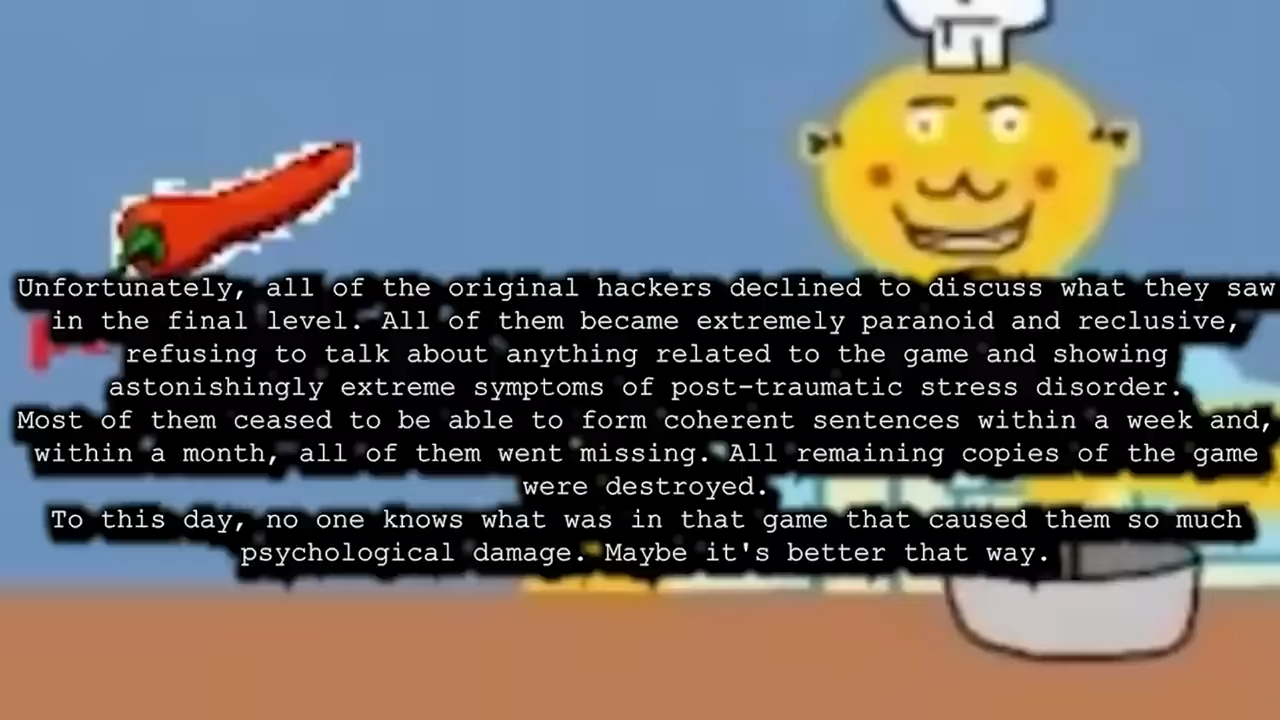 Unfortunately, all of the original hackers declined to discuss what they saw
in the final level. All of them became extremely paranoid and reclusive,
refusing to talk about anything related to the game and showing
astonishingly extreme symptoms of post-traumatic stress disorder.
Most of them ceased to be able to form coherent sentences within a week and,
within a month, all of them went missing. All remaining copies of the game
were destroyed.
To this day, no one knows what was in that game that caused them so much
psychological damage. Maybe it's better that way.